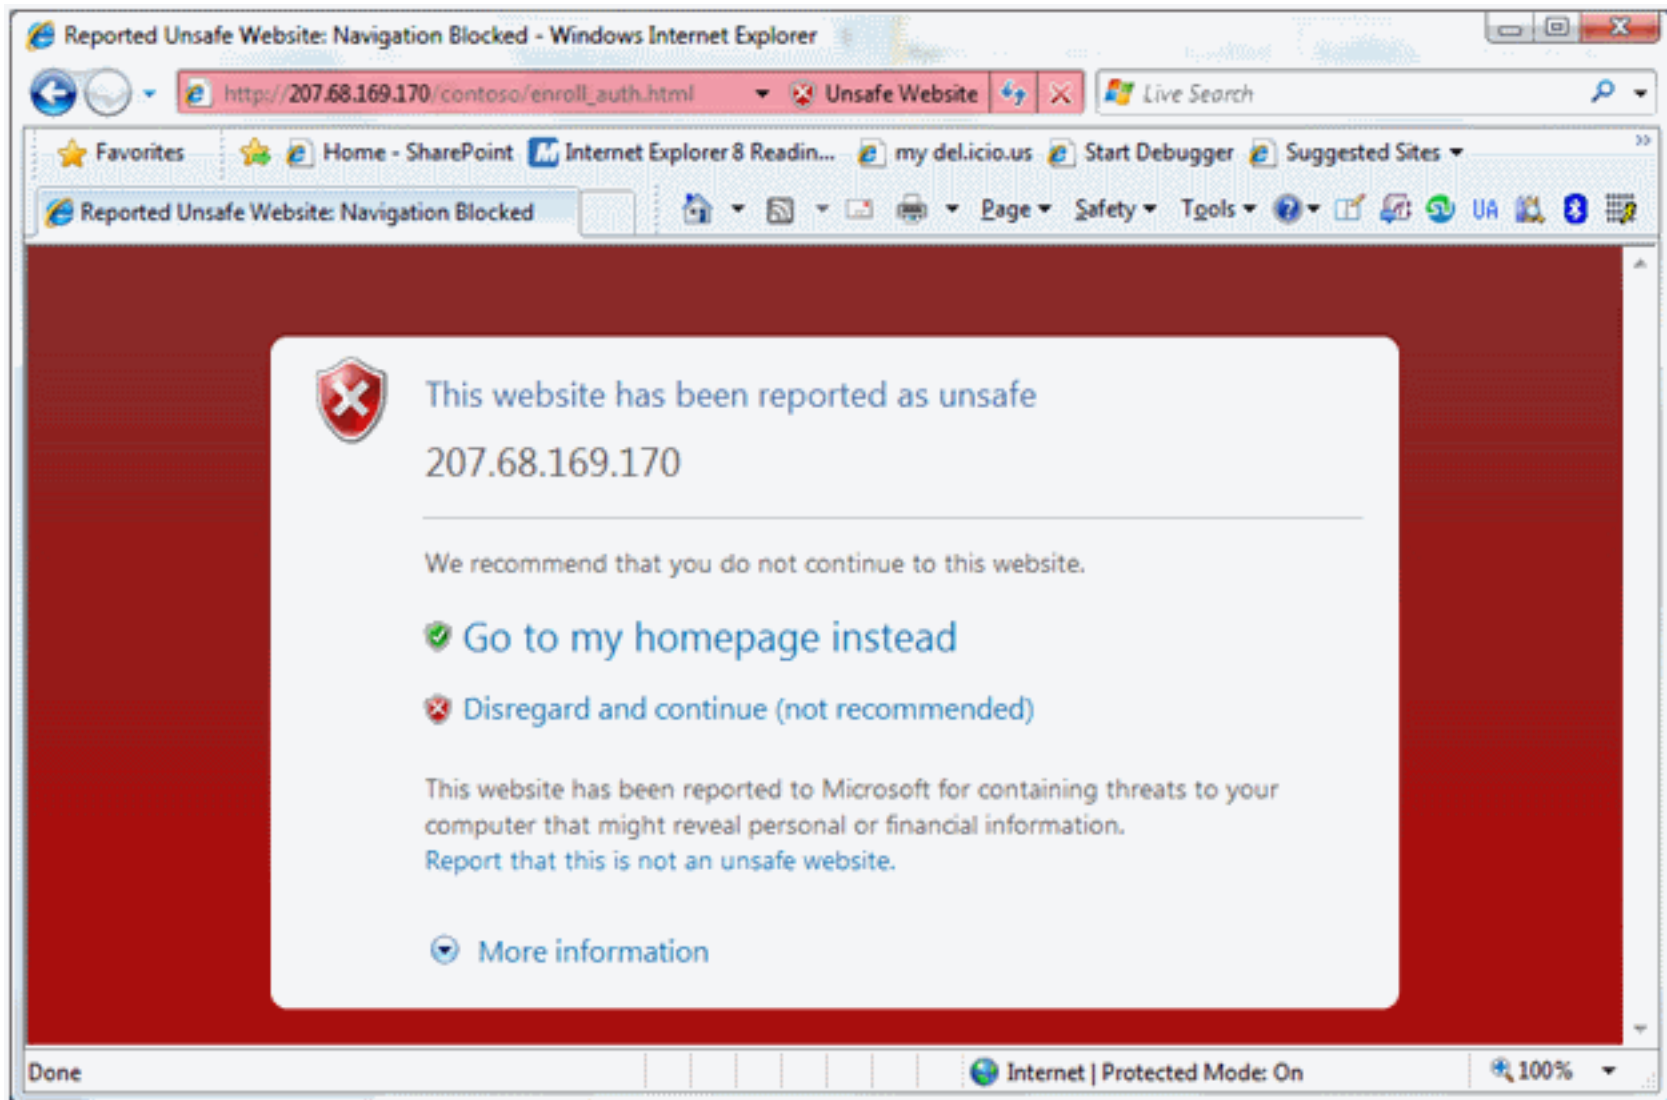 Reported Unsafe Website: Navigation Blocked - Windows Internet Explorer
http://207.68.169.170/contoso/enroll_auth.html Unsafe Website Live Search
Favorites Home - SharePoint Internet Explorer 8 Readin... my del.icio.us Start Debugger Suggested Sites
Reported Unsafe Website: Navigation Blocked Page Safety Tools UA
This website has been reported as unsafe
207.68.169.170
We recommend that you do not continue to this website.
Go to my homepage instead
Disregard and continue (not recommended)
This website has been reported to Microsoft for containing threats to your
computer that might reveal personal or financial information.
Report that this is not an unsafe website.
More information
Done Internet | Protected Mode: On 100%